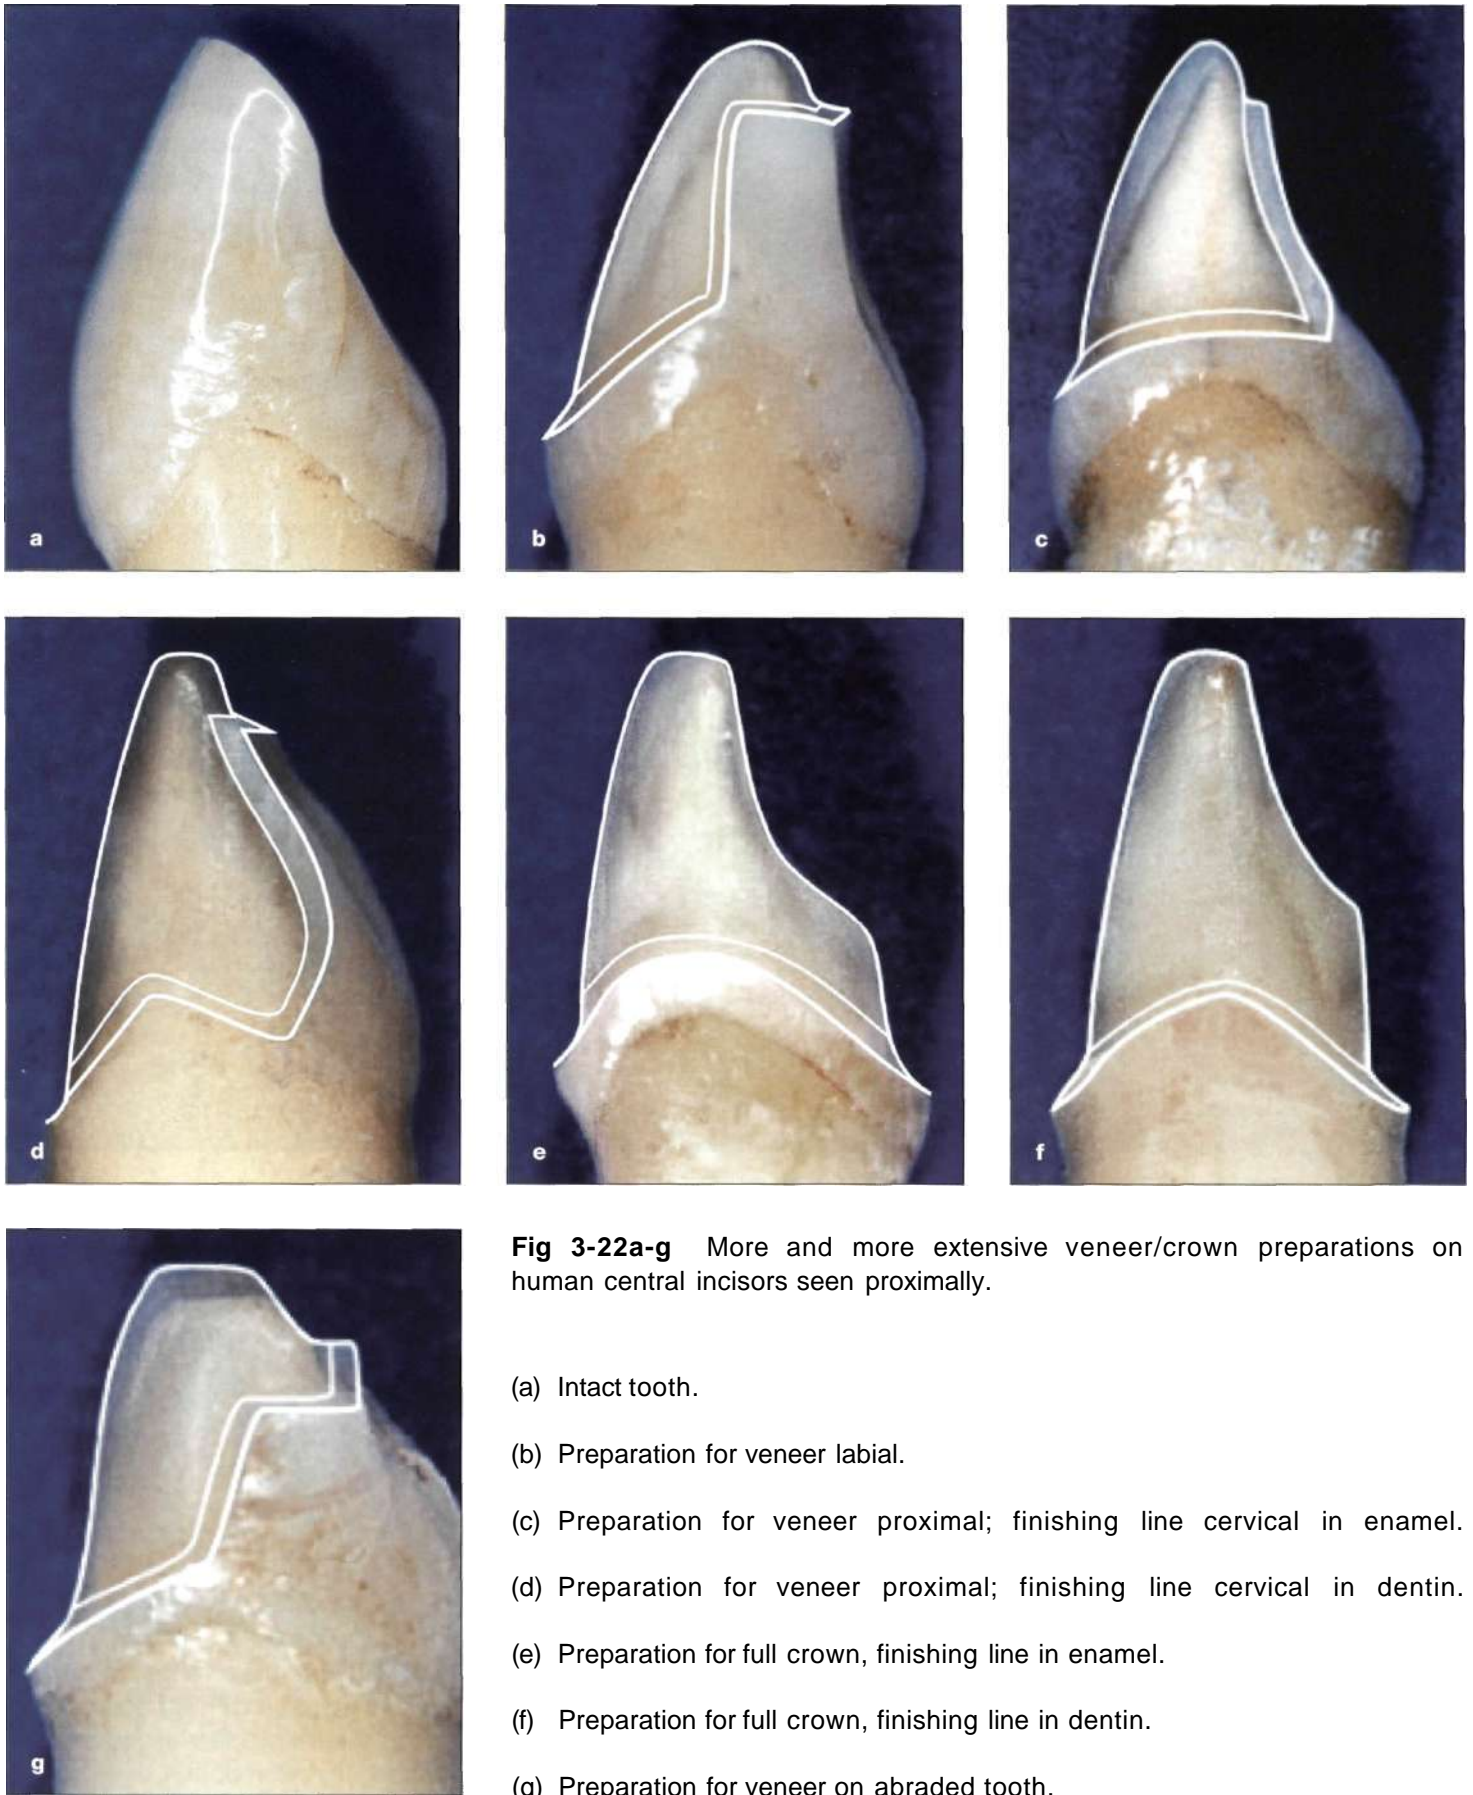 a
b
c
d
e
f
g
Fig 3-22a-g More and more extensive veneer/crown preparations on
human central incisors seen proximally.
(a) Intact tooth.
(b) Preparation for veneer labial.
(c) Preparation for veneer proximal; finishing line cervical in enamel.
(d) Preparation for veneer proximal; finishing line cervical in dentin.
(e) Preparation for full crown, finishing line in enamel.
(f) Preparation for full crown, finishing line in dentin.
(g) Preparation for veneer on abraded tooth.